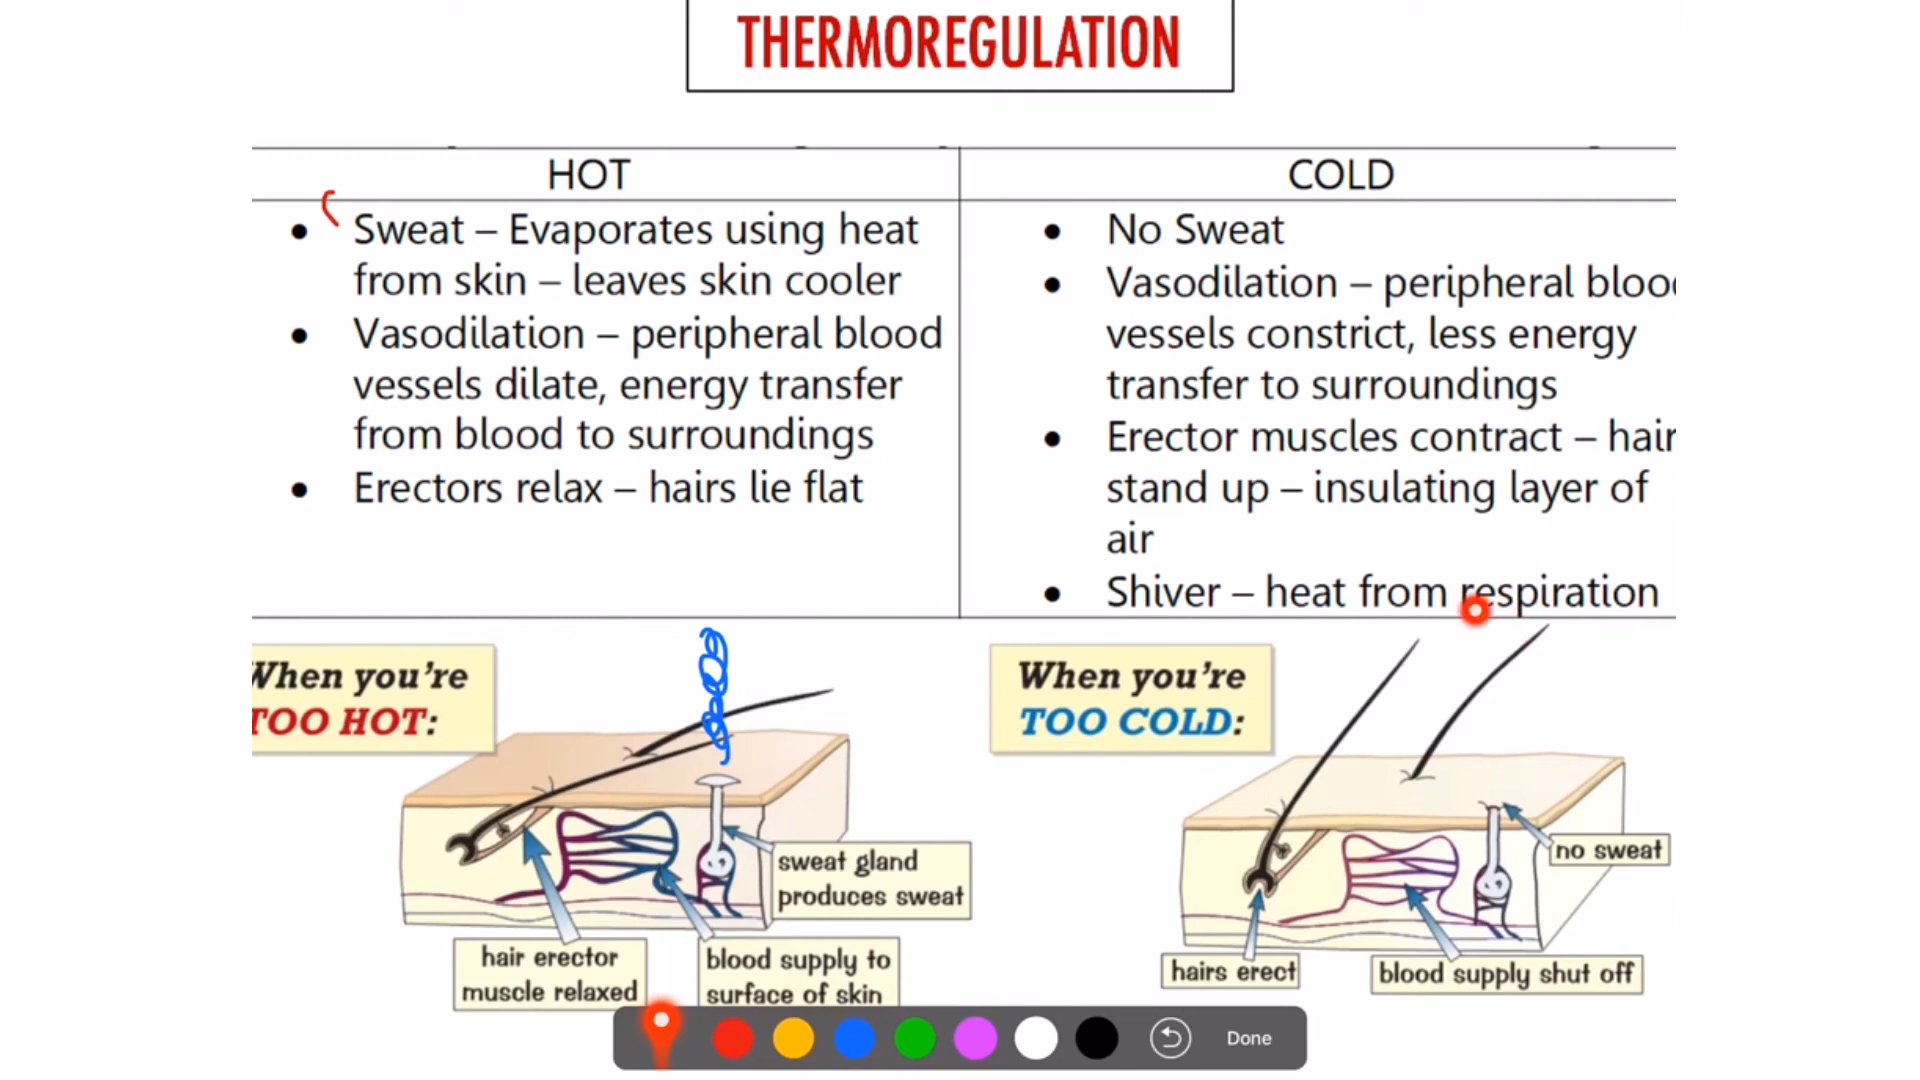 THERMOREGULATION
HOT
COLD
• Sweat – Evaporates using heat
from skin – leaves skin cooler
• Vasodilation – peripheral blood
vessels dilate, energy transfer
from blood to surroundings
• Erectors relax – hairs lie flat
• No Sweat
• Vasodilation – peripheral bloo
vessels constrict, less energy
transfer to surroundings
• Erector muscles contract – hair
stand up – insulating layer of
air
• Shiver – heat from respiration
When you're
TOO HOT:
sweat gland
produces sweat
hair erector
muscle relaxed
blood supply to
surface of skin
When you're
TOO COLD:
no sweat
hairs erect
blood supply shut off
Done